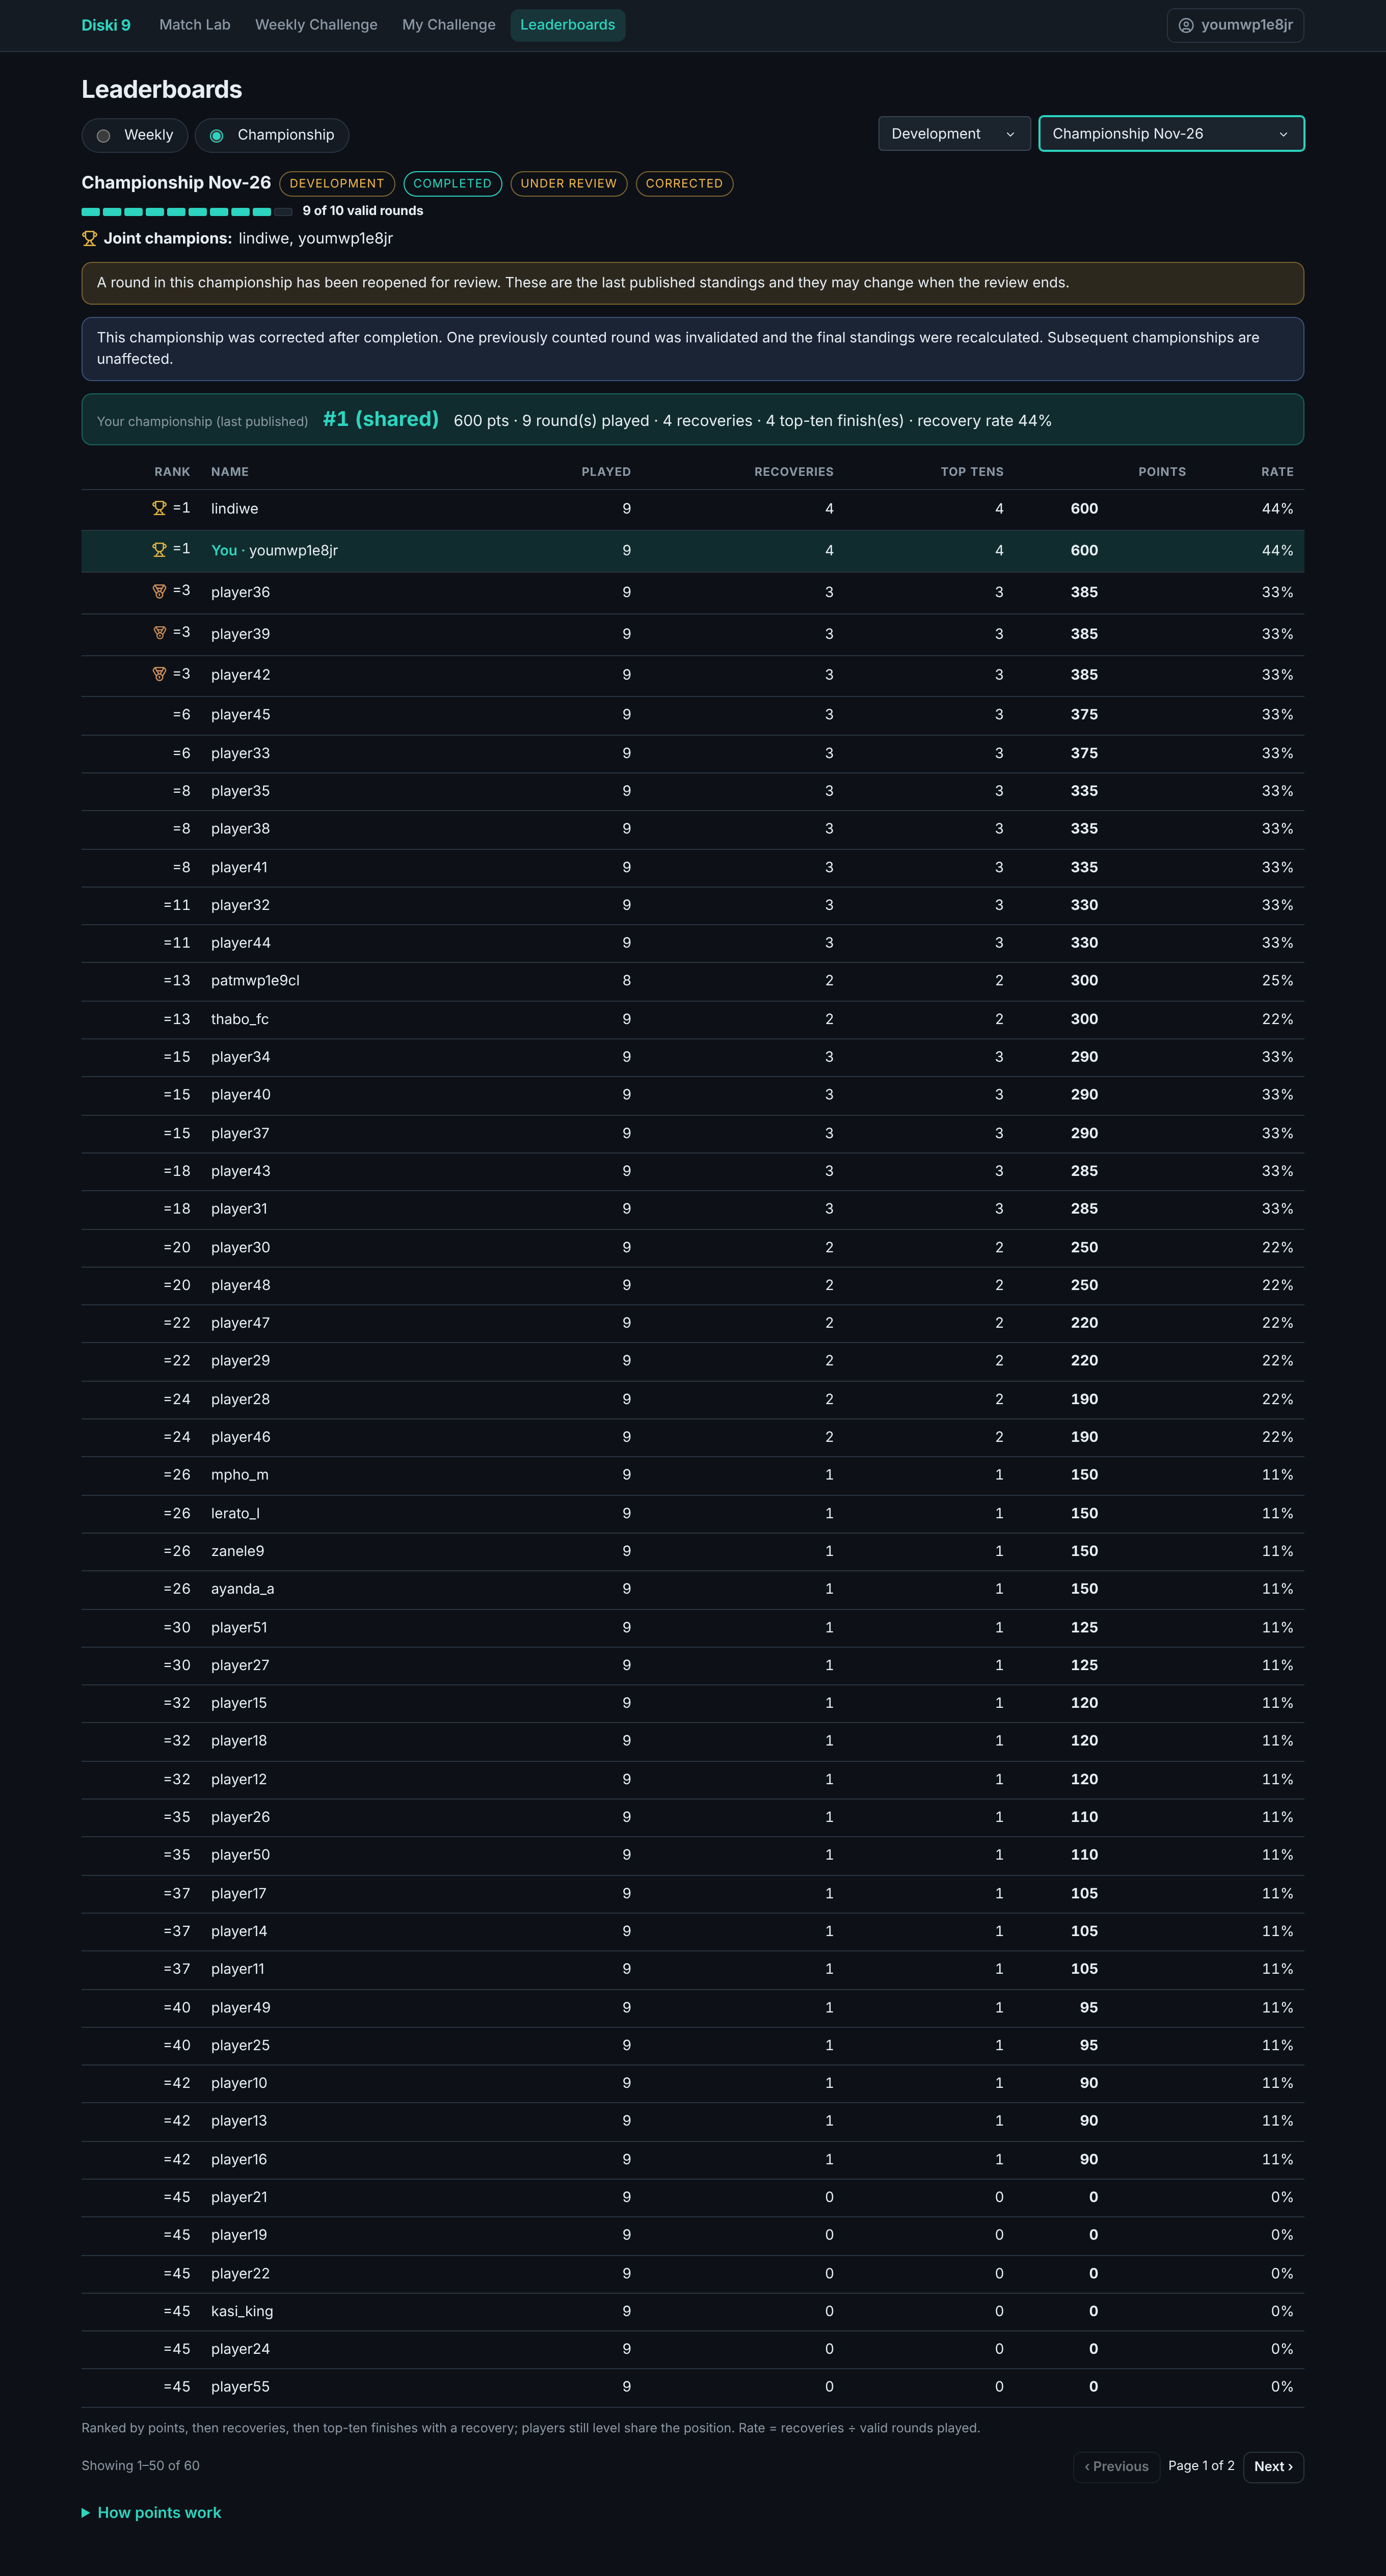 Diski 9 Match Lab Weekly Challenge My Challenge Leaderboards youmwp1e8jr
Leaderboards
Weekly Championship Development Championship Nov-26
Championship Nov-26 DEVELOPMENT COMPLETED UNDER REVIEW CORRECTED
9 of 10 valid rounds
Joint champions: lindiwe, youmwp1e8jr
A round in this championship has been reopened for review. These are the last published standings and they may change when the review ends.
This championship was corrected after completion. One previously counted round was invalidated and the final standings were recalculated. Subsequent championships are
unaffected.
Your championship (last published) #1 (shared) 600 pts · 9 round(s) played · 4 recoveries · 4 top-ten finish(es) · recovery rate 44%
RANK NAME PLAYED RECOVERIES TOP TENS POINTS RATE
=1 lindiwe 9 4 4 600 44%
=1 You · youmwp1e8jr 9 4 4 600 44%
=3 player36 9 3 3 385 33%
=3 player39 9 3 3 385 33%
=3 player42 9 3 3 385 33%
=6 player45 9 3 3 375 33%
=6 player33 9 3 3 375 33%
=8 player35 9 3 3 335 33%
=8 player38 9 3 3 335 33%
=8 player41 9 3 3 335 33%
=11 player32 9 3 3 330 33%
=11 player44 9 3 3 330 33%
=13 patmwp1e9cl 8 2 2 300 25%
=13 thabo_fc 9 2 2 300 22%
=15 player34 9 3 3 290 33%
=15 player40 9 3 3 290 33%
=15 player37 9 3 3 290 33%
=18 player43 9 3 3 285 33%
=18 player31 9 3 3 285 33%
=20 player30 9 2 2 250 22%
=20 player48 9 2 2 250 22%
=22 player47 9 2 2 220 22%
=22 player29 9 2 2 220 22%
=24 player28 9 2 2 190 22%
=24 player46 9 2 2 190 22%
=26 mpho_m 9 1 1 150 11%
=26 lerato_l 9 1 1 150 11%
=26 zanele9 9 1 1 150 11%
=26 ayanda_a 9 1 1 150 11%
=30 player51 9 1 1 125 11%
=30 player27 9 1 1 125 11%
=32 player15 9 1 1 120 11%
=32 player18 9 1 1 120 11%
=32 player12 9 1 1 120 11%
=35 player26 9 1 1 110 11%
=35 player50 9 1 1 110 11%
=37 player17 9 1 1 105 11%
=37 player14 9 1 1 105 11%
=37 player11 9 1 1 105 11%
=40 player49 9 1 1 95 11%
=40 player25 9 1 1 95 11%
=42 player10 9 1 1 90 11%
=42 player13 9 1 1 90 11%
=42 player16 9 1 1 90 11%
=45 player21 9 0 0 0 0%
=45 player19 9 0 0 0 0%
=45 player22 9 0 0 0 0%
=45 kasi_king 9 0 0 0 0%
=45 player24 9 0 0 0 0%
=45 player55 9 0 0 0 0%
Ranked by points, then recoveries, then top-ten finishes with a recovery; players still level share the position. Rate = recoveries ÷ valid rounds played.
Showing 1–50 of 60 ‹ Previous Page 1 of 2 Next ›
How points work